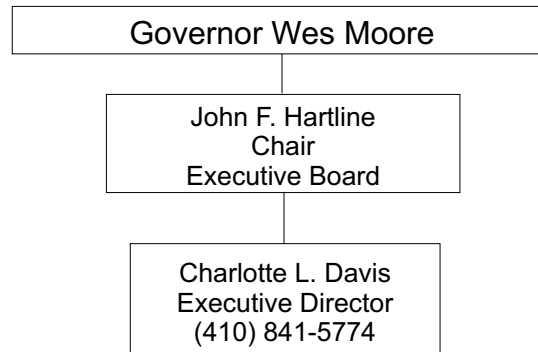 Governor Wes Moore
John F. Hartline
Chair
Executive Board
Charlotte L. Davis
Executive Director
(410) 841-5774